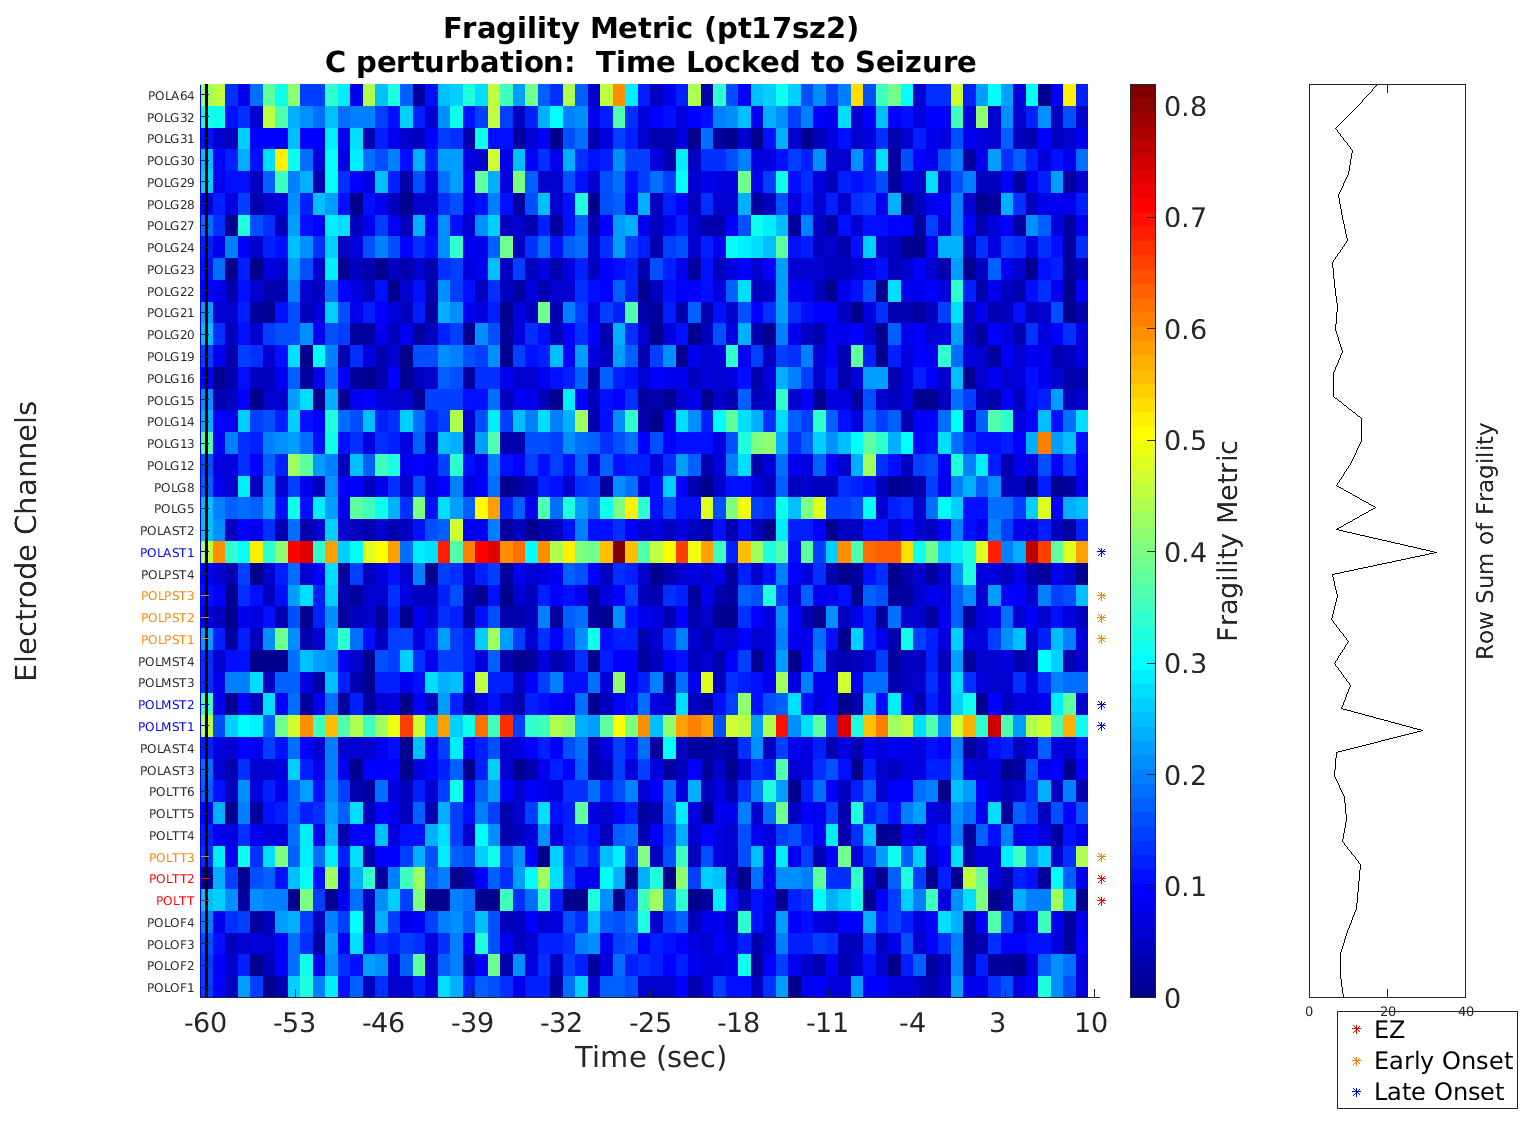 Fragility Metric (pt17sz2)
C perturbation: Time Locked to Seizure
Electrode Channels
POLA64
POLG32
POLG31
POLG30
POLG29
POLG28
POLG27
POLG24
POLG23
POLG22
POLG21
POLG20
POLG19
POLG16
POLG15
POLG14
POLG13
POLG12
POLG8
POLG5
POLAST2
POLAST1
POLPST4
POLPST3
POLPST2
POLPST1
POLMST4
POLMST3
POLMST2
POLMST1
POLAST4
POLAST3
POLTT6
POLTT5
POLTT4
POLTT3
POLTT2
POLTT
POLOF4
POLOF3
POLOF2
POLOF1
-60 -53 -46 -39 -32 -25 -18 -11 -4 3 10
Time (sec)
0.8
0.7
0.6
0.5
0.4
0.3
0.2
0.1
0
Fragility Metric
Row Sum of Fragility
0 20 40
EZ
Early Onset
Late Onset